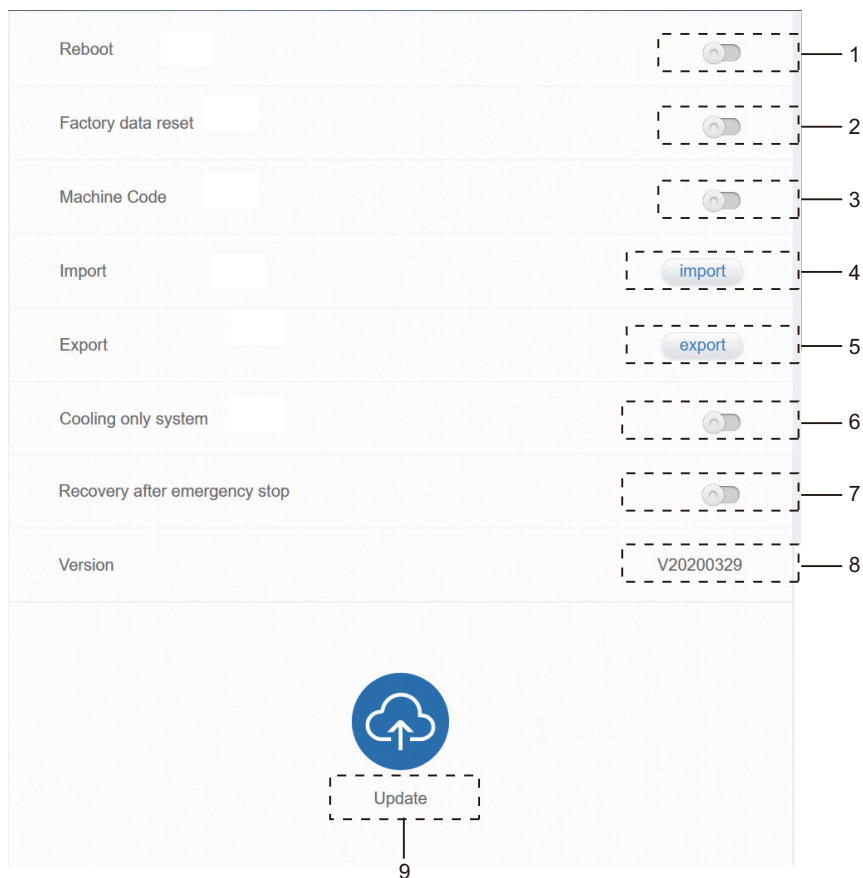 Reboot 1
Factory data reset 2
Machine Code 3
Import import 4
Export export 5
Cooling only system 6
Recovery after emergency stop 7
Version V20200329 8
Update
9